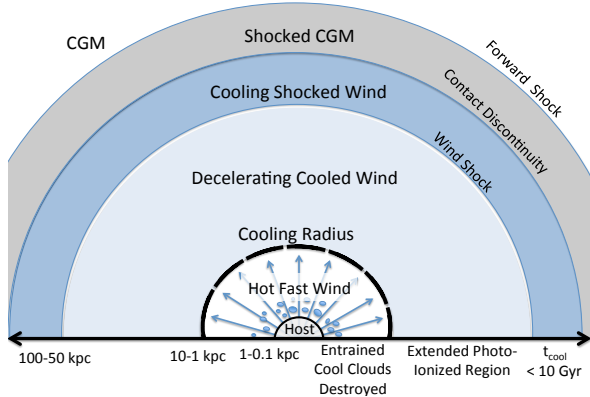 CGM
Shocked CGM
Forward Shock
Cooling Shocked Wind
Contact Discontinuity
Wind Shock
Decelerating Cooled Wind
Cooling Radius
Hot Fast Wind
Host
100-50 kpc
10-1 kpc
1-0.1 kpc
Entrained
Cool Clouds
Destroyed
Extended Photo-
Ionized Region
tcool
< 10 Gyr